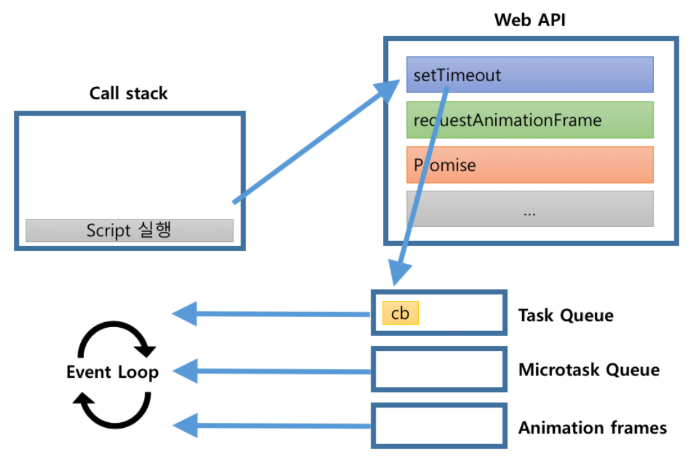 Web API
Call stack
setTimeout
requestAnimationFrame
Promise
...
Script 실행
cb
Task Queue
Event Loop
Microtask Queue
Animation frames